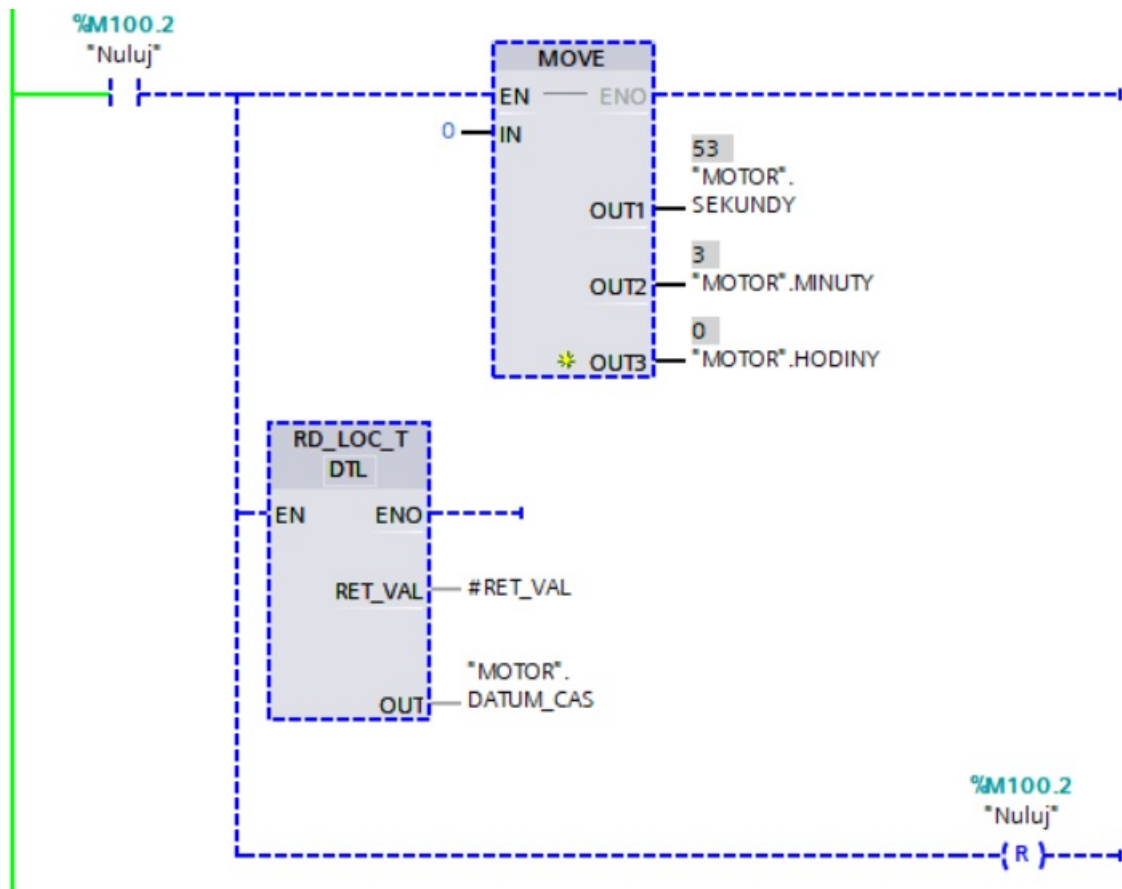 %M100.2
"Nuluj"
MOVE
EN ENO
0 IN
53
"MOTOR".
OUT1 SEKUNDY
3
OUT2 "MOTOR".MINUTY
0
OUT3 "MOTOR".HODINY
RD_LOC_T
DTL
EN ENO
RET_VAL #RET_VAL
"MOTOR".
OUT DATUM_CAS
%M100.2
"Nuluj"
R